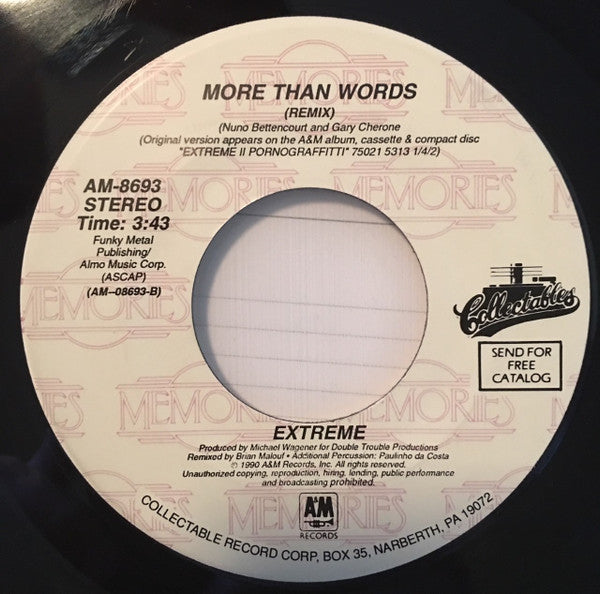 MEMORIES
MORE THAN WORDS
(REMIX)
(Nuno Bettencourt and Gary Cherone
(Original version appears on the A&M album, cassette & compact disc
"EXTREME II PORNOGRAFFITTI" 75021 5313 1/4/2)
AM-8693
STEREO
Time: 3:43
Funky Metal
Publishing/
Almo Music Corp.
(ASCAP)
(AM–08693-B)
Collectables
SEND FOR
FREE
CATALOG
EXTREME
Produced by Michael Wagener for Double Trouble Productions
Remixed by Brian Malouf • Additional Percussion: Paulinho da Costa
℗ 1990 A&M Records, Inc. All rights reserved.
Unauthorized copying, reproduction, hiring, lending, public performance
and broadcasting prohibited.
A&M
RECORDS
COLLECTABLE RECORD CORP, BOX 35, NARBERTH, PA 19072